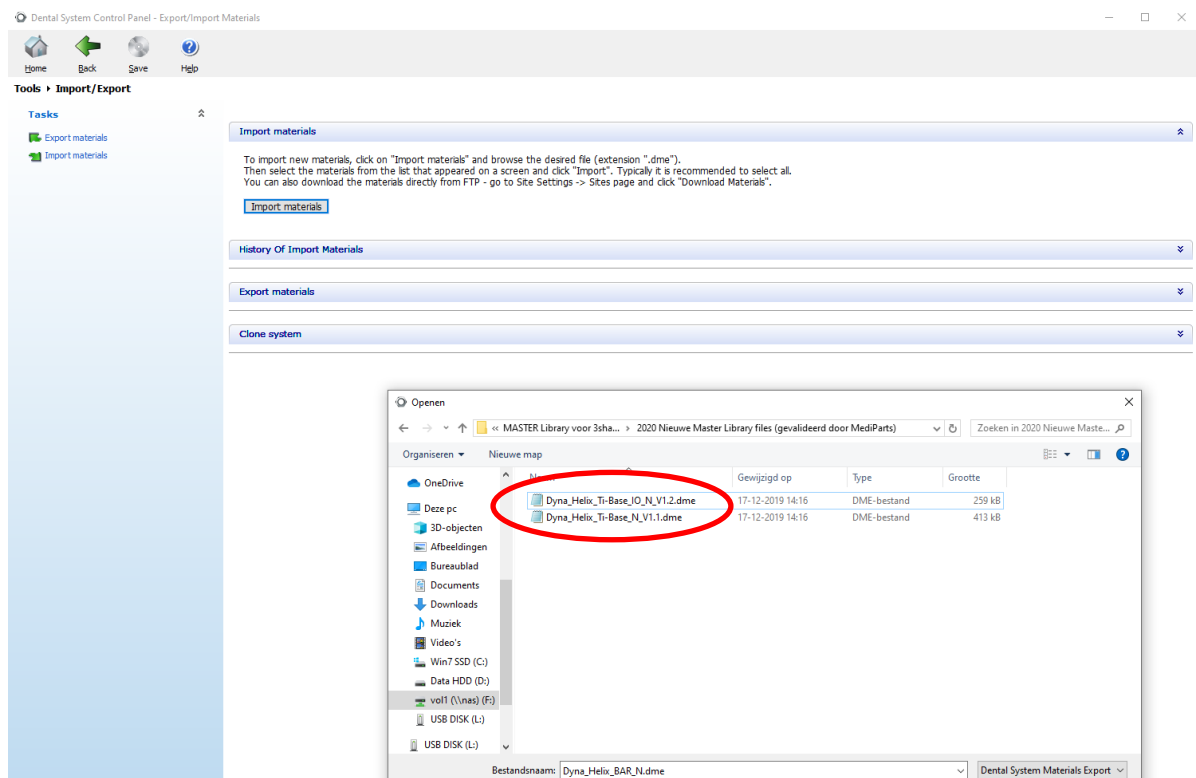 Dental System Control Panel - Export/Import Materials
Home Back Save Help
Tools Import/Export
Tasks
Export materials
Import materials
Import materials
To import new materials, click on "Import materials" and browse the desired file (extension ".dme").
Then select the materials from the list that appeared on a screen and click "Import". Typically it is recommended to select all.
You can also download the materials directly from FTP - go to Site Settings -> Sites page and click "Download Materials".
Import materials
History Of Import Materials
Export materials
Clone system
Openen
« MASTER Library voor 3sha... › 2020 Nieuwe Master Library files (gevalideerd door MediParts) Zoeken in 2020 Nieuwe Maste...
Organiseren Nieuwe map
Gewijzigd op Type Grootte
Dyna_Helix_Ti-Base_IO_N_V1.2.dme 17-12-2019 14:16 DME-bestand 259 kB
Dyna_Helix_Ti-Base_N_V1.1.dme 17-12-2019 14:16 DME-bestand 413 kB
OneDrive
Deze pc
3D-objecten
Afbeeldingen
Bureaublad
Documents
Downloads
Muziek
Video's
Win7 SSD (C:)
Data HDD (D:)
vol1 (\\nas) (F:)
USB DISK (L:)
USB DISK (L:)
Bestandsnaam: Dyna_Helix_BAR_N.dme Dental System Materials Export